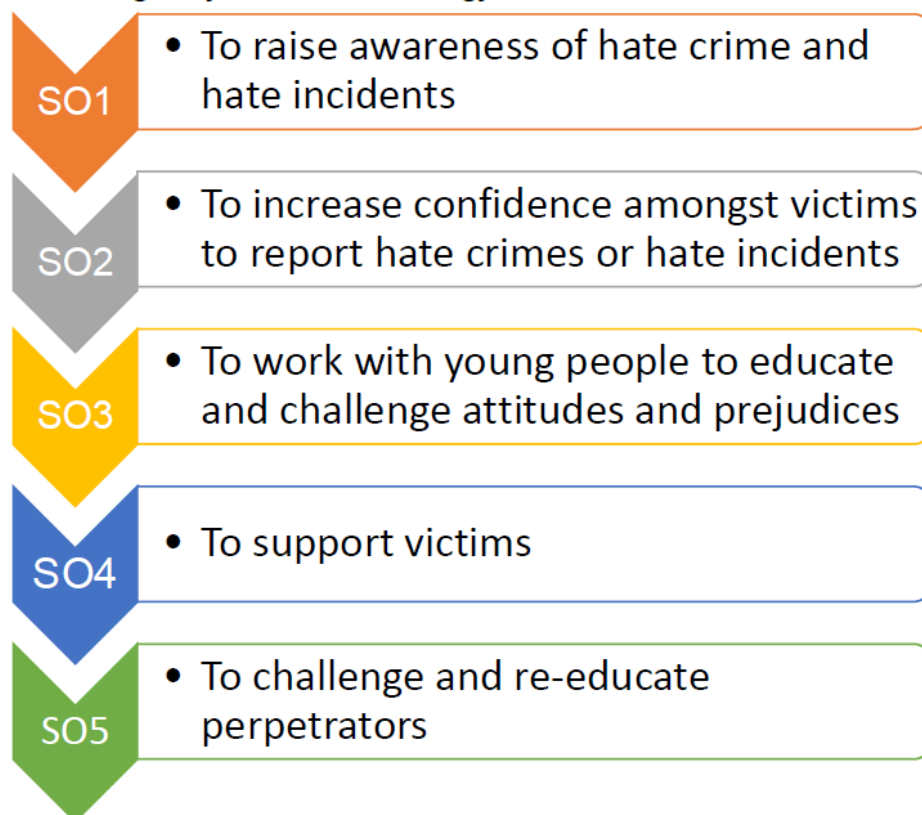 SO1
• To raise awareness of hate crime and
hate incidents
SO2
• To increase confidence amongst victims
to report hate crimes or hate incidents
SO3
• To work with young people to educate
and challenge attitudes and prejudices
SO4
• To support victims
SO5
• To challenge and re-educate
perpetrators